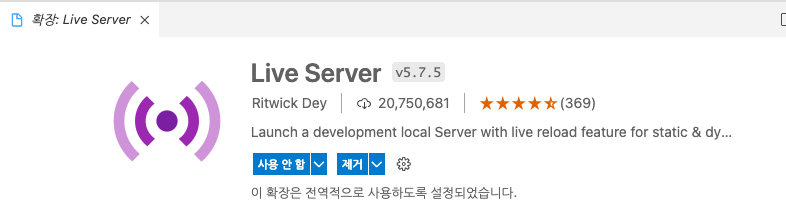 확장: Live Server
Live Server v5.7.5
Ritwick Dey 20,750,681 (369)
Launch a development local Server with live reload feature for static & dy...
사용 안 함 제거
이 확장은 전역적으로 사용하도록 설정되었습니다.